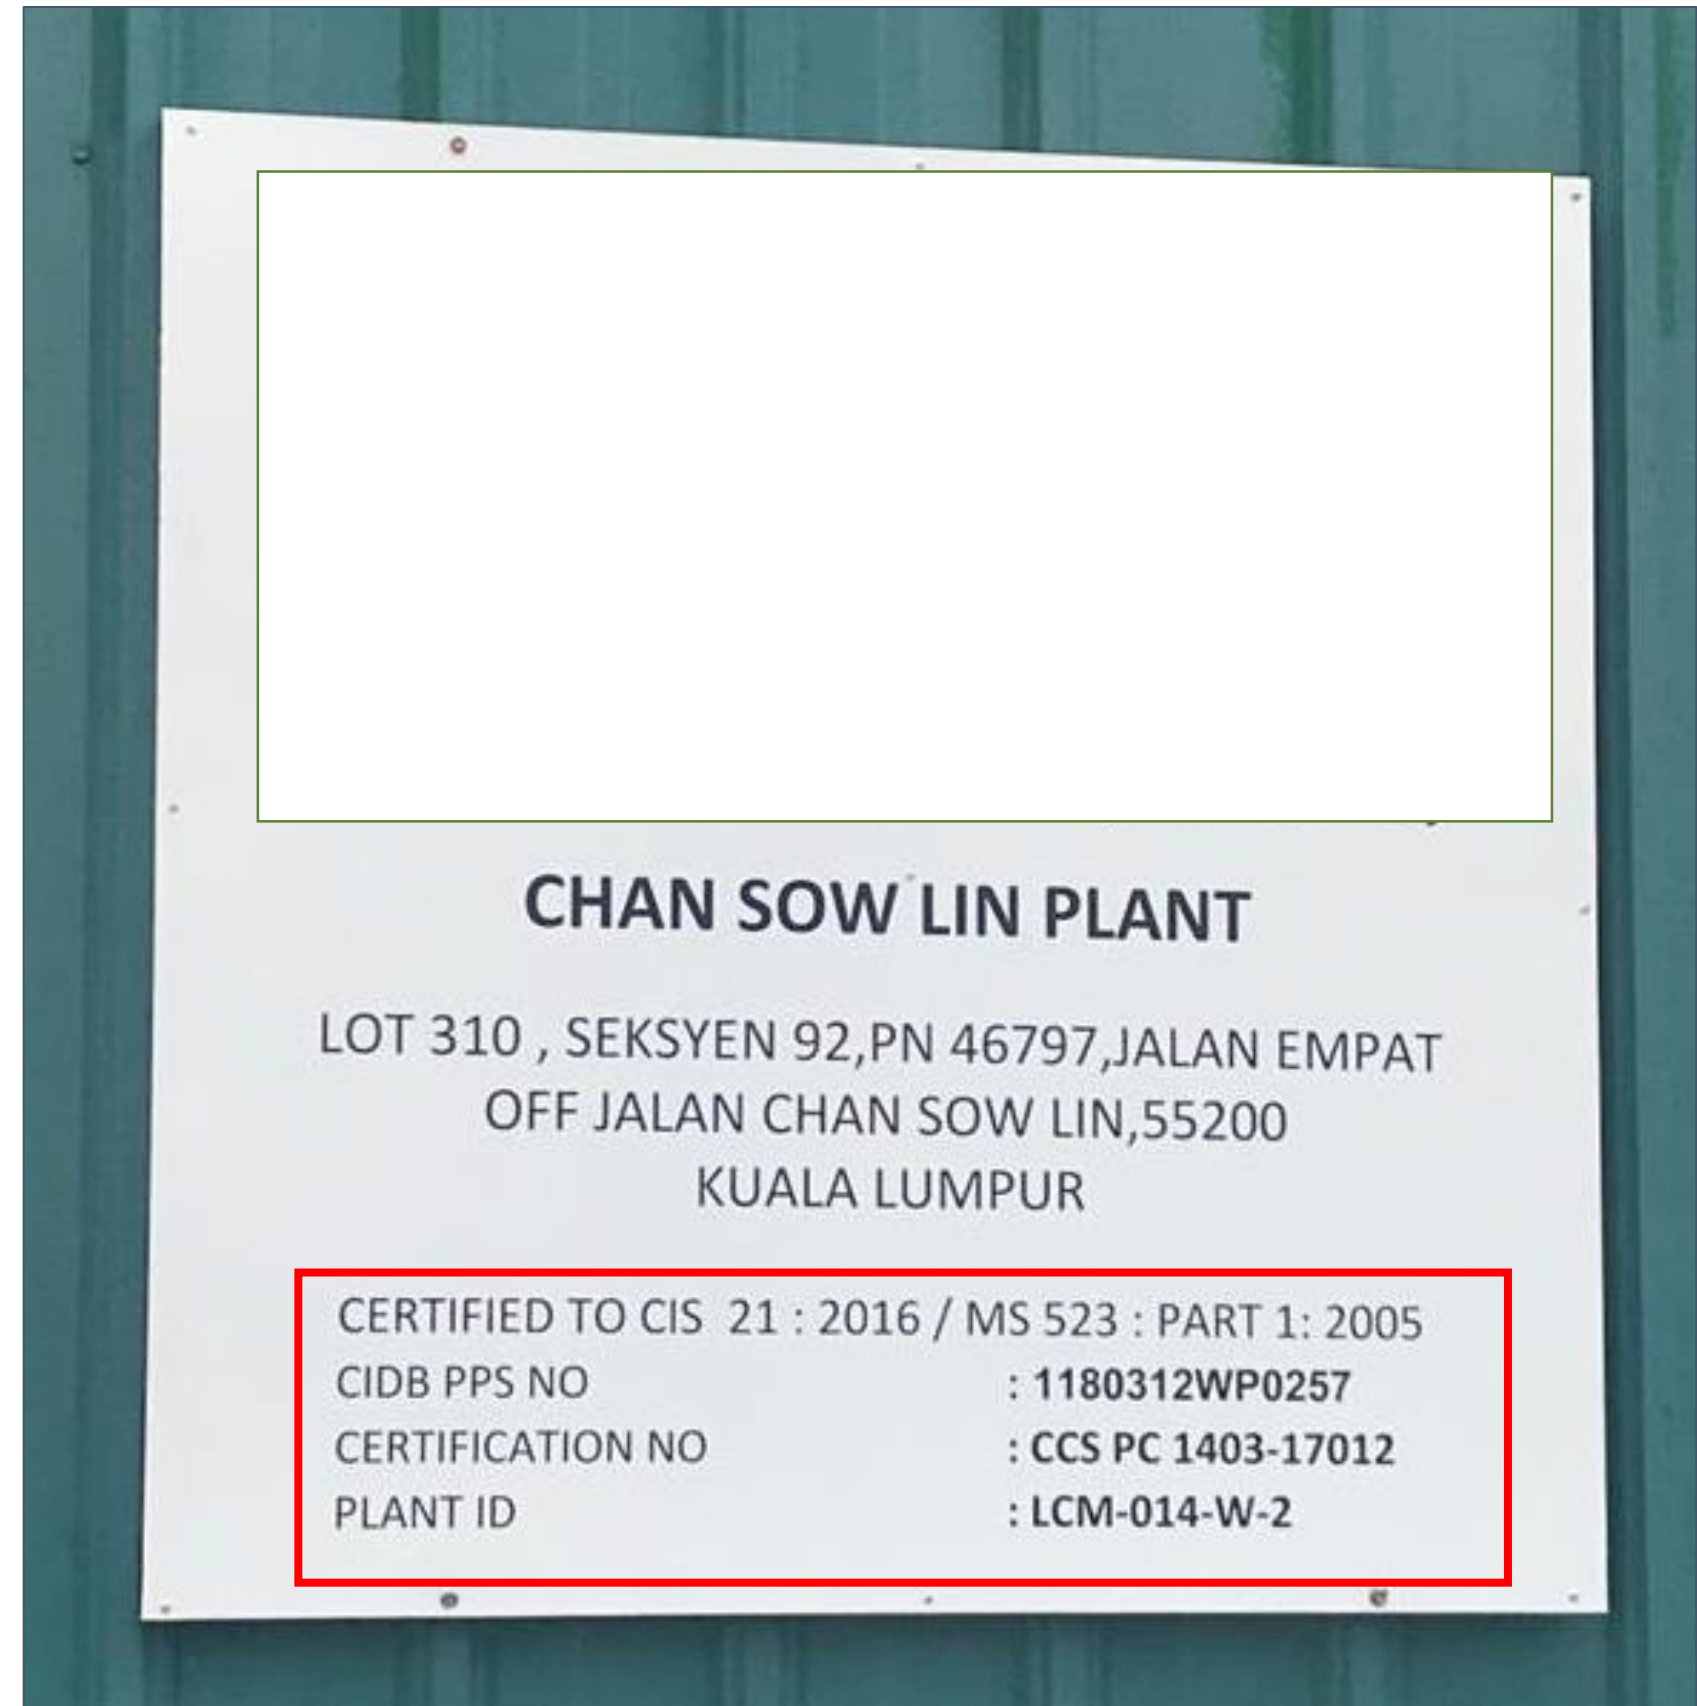 CHAN SOW LIN PLANT
LOT 310 , SEKSYEN 92,PN 46797,JALAN EMPAT
OFF JALAN CHAN SOW LIN,55200
KUALA LUMPUR
CERTIFIED TO CIS 21 : 2016 / MS 523 : PART 1: 2005
CIDB PPS NO : 1180312WP0257
CERTIFICATION NO : CCS PC 1403-17012
PLANT ID : LCM-014-W-2